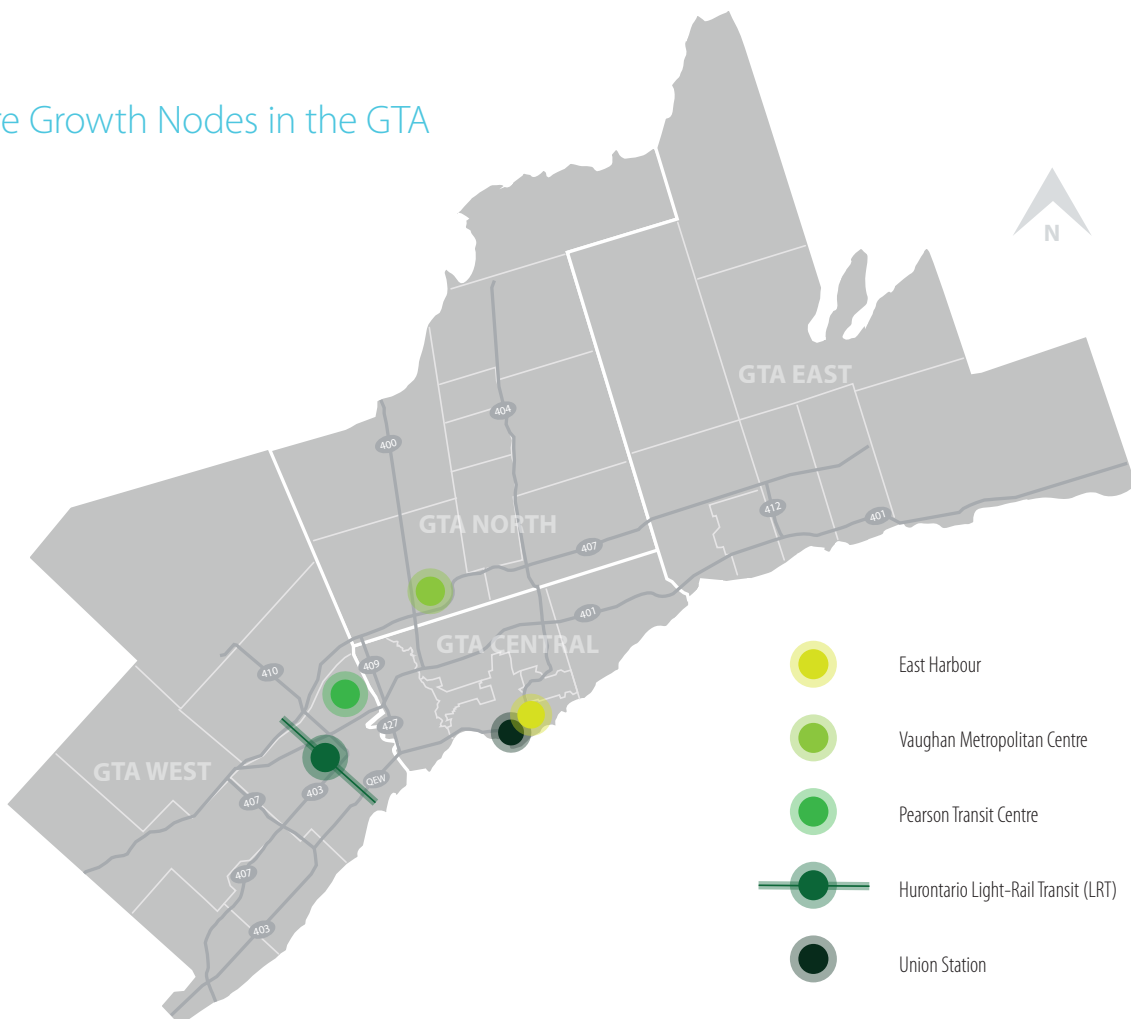 Growth Nodes in the GTA
N
GTA EAST
404
400
412
401
GTA NORTH
407
401
GTA CENTRAL
409
410
427
GTA WEST
QEW
403
407
407
403
East Harbour
Vaughan Metropolitan Centre
Pearson Transit Centre
Hurontario Light-Rail Transit (LRT)
Union Station